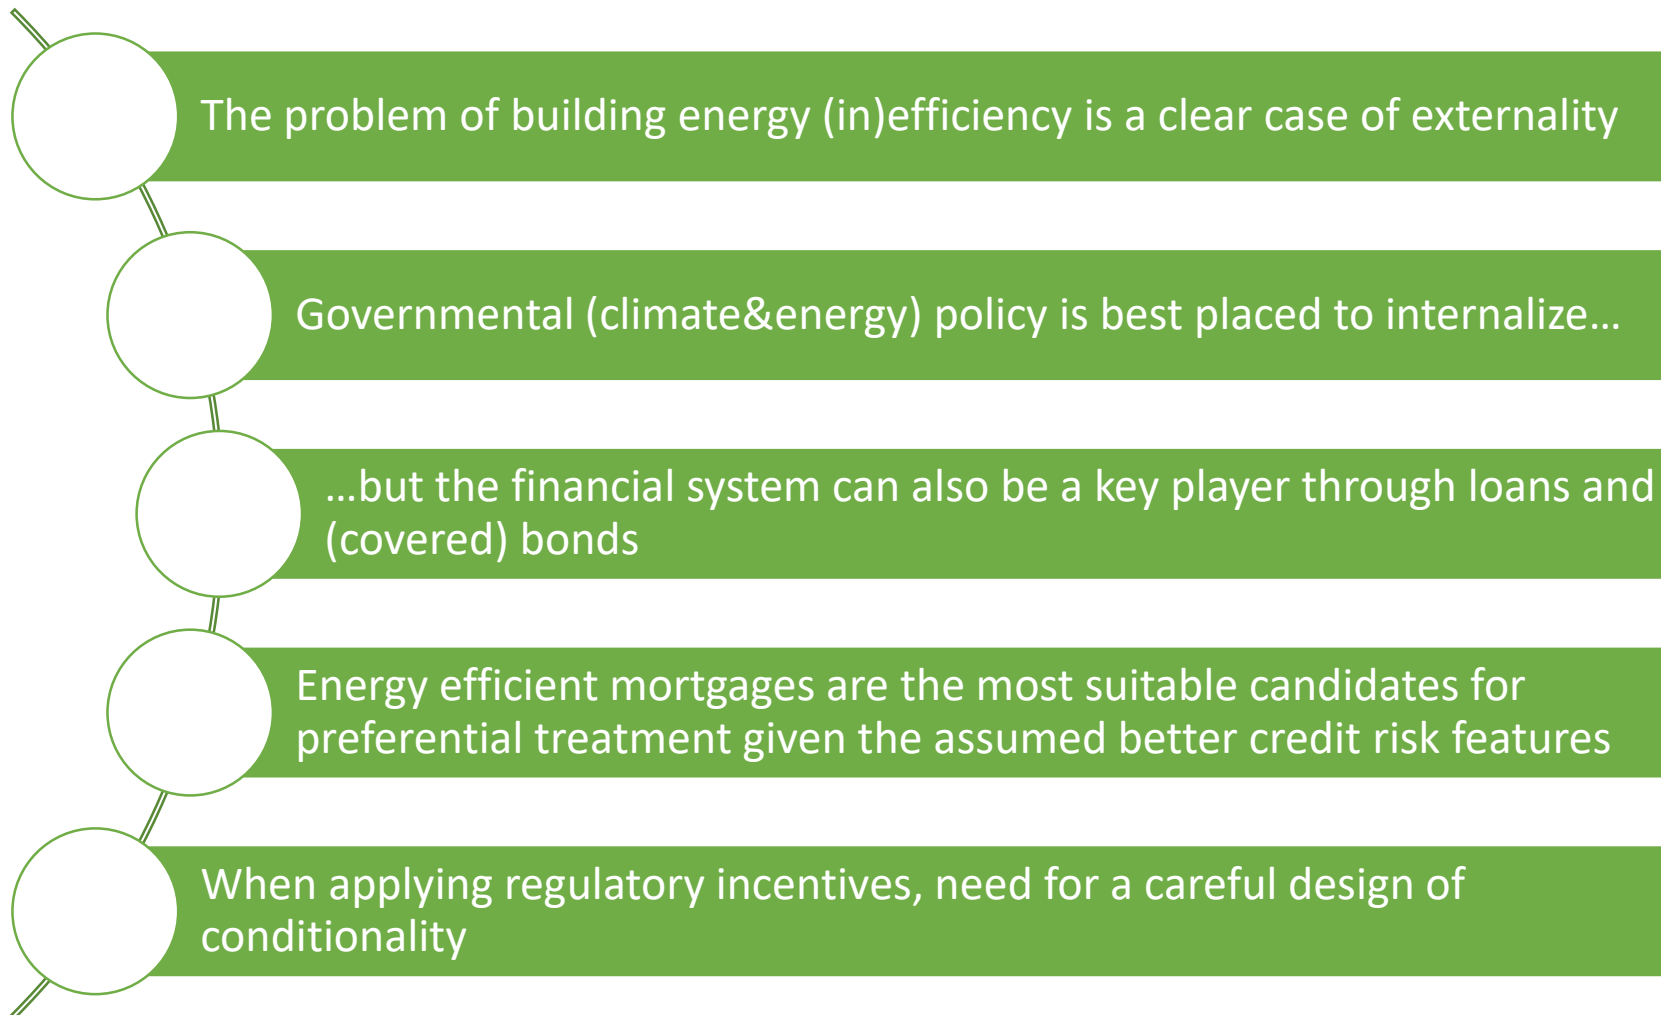 The problem of building energy (in)efficiency is a clear case of externality
Governmental (climate&energy) policy is best placed to internalize…
…but the financial system can also be a key player through loans and
(covered) bonds
Energy efficient mortgages are the most suitable candidates for
preferential treatment given the assumed better credit risk features
When applying regulatory incentives, need for a careful design of
conditionality